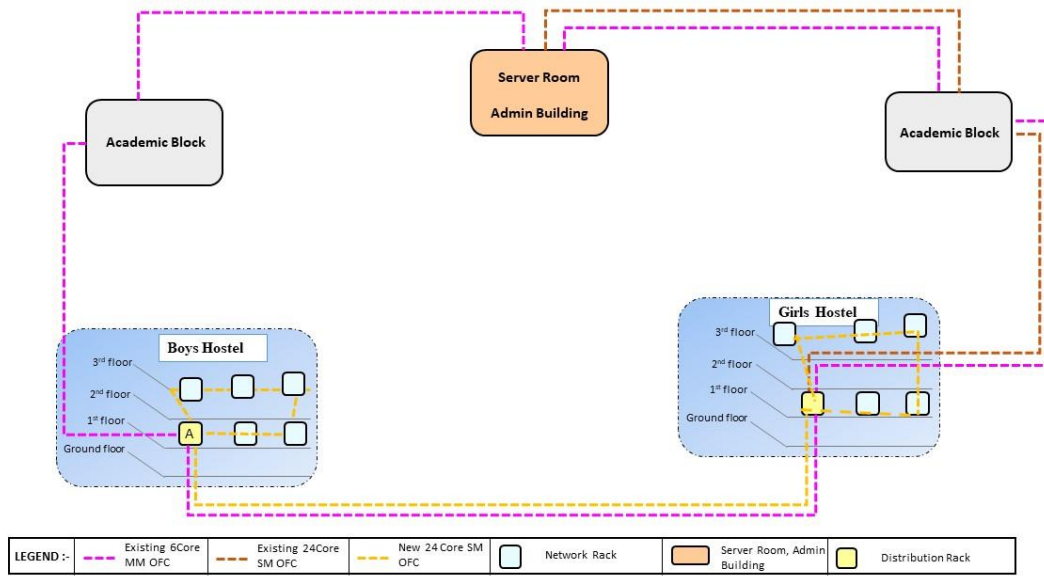 Server Room
Admin Building
Academic Block
Academic Block
Boys Hostel
3rd floor
2nd floor
1st floor
Ground floor
A
Girls Hostel
3rd floor
2nd floor
1st floor
Ground floor
LEGEND :-
Existing 6Core
MM OFC
Existing 24Core
SM OFC
New 24 Core SM
OFC
Network Rack
Server Room, Admin
Building
Distribution Rack